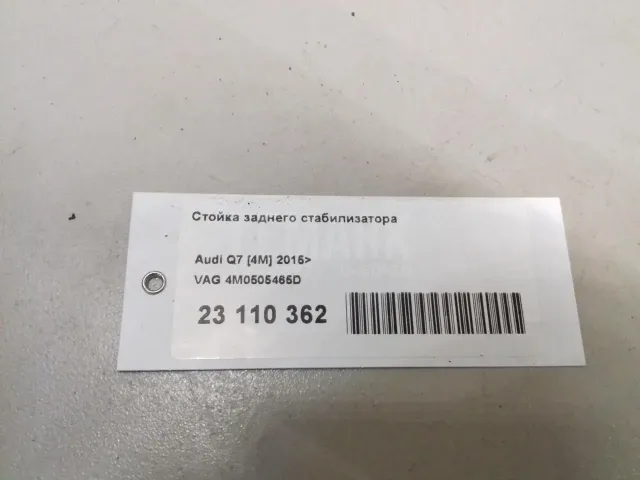 Стойка заднего стабилизатора
Audi Q7 [4M] 2015>
VAG 4M0505465D
23 110 362